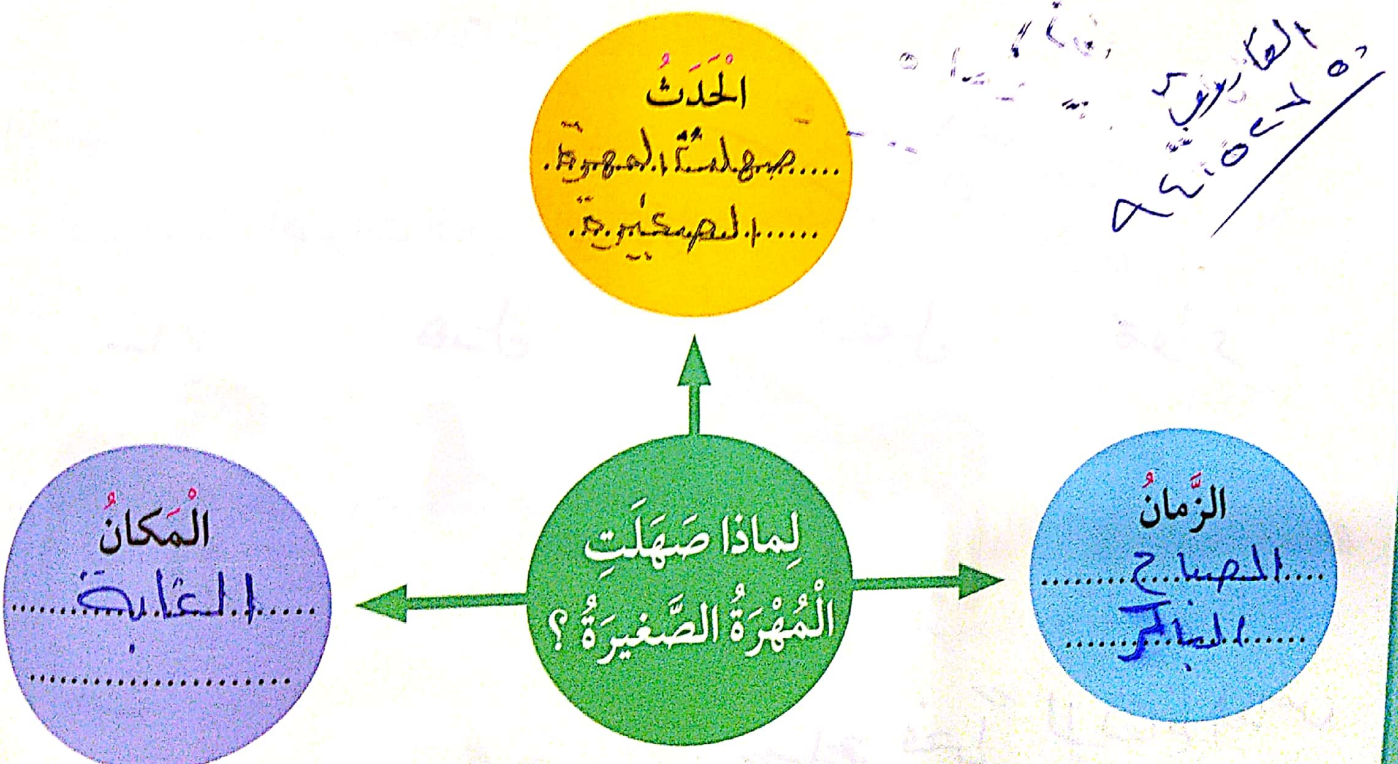 الْحَدَثُ
صهلت المهرة
الصغيرة
لِماذا صَهَلَتِ
الْمُهْرَةُ الصَّغيرَةُ ؟
الزَّمانُ
الصباح
الباكر
الْمَكانُ
الغابة